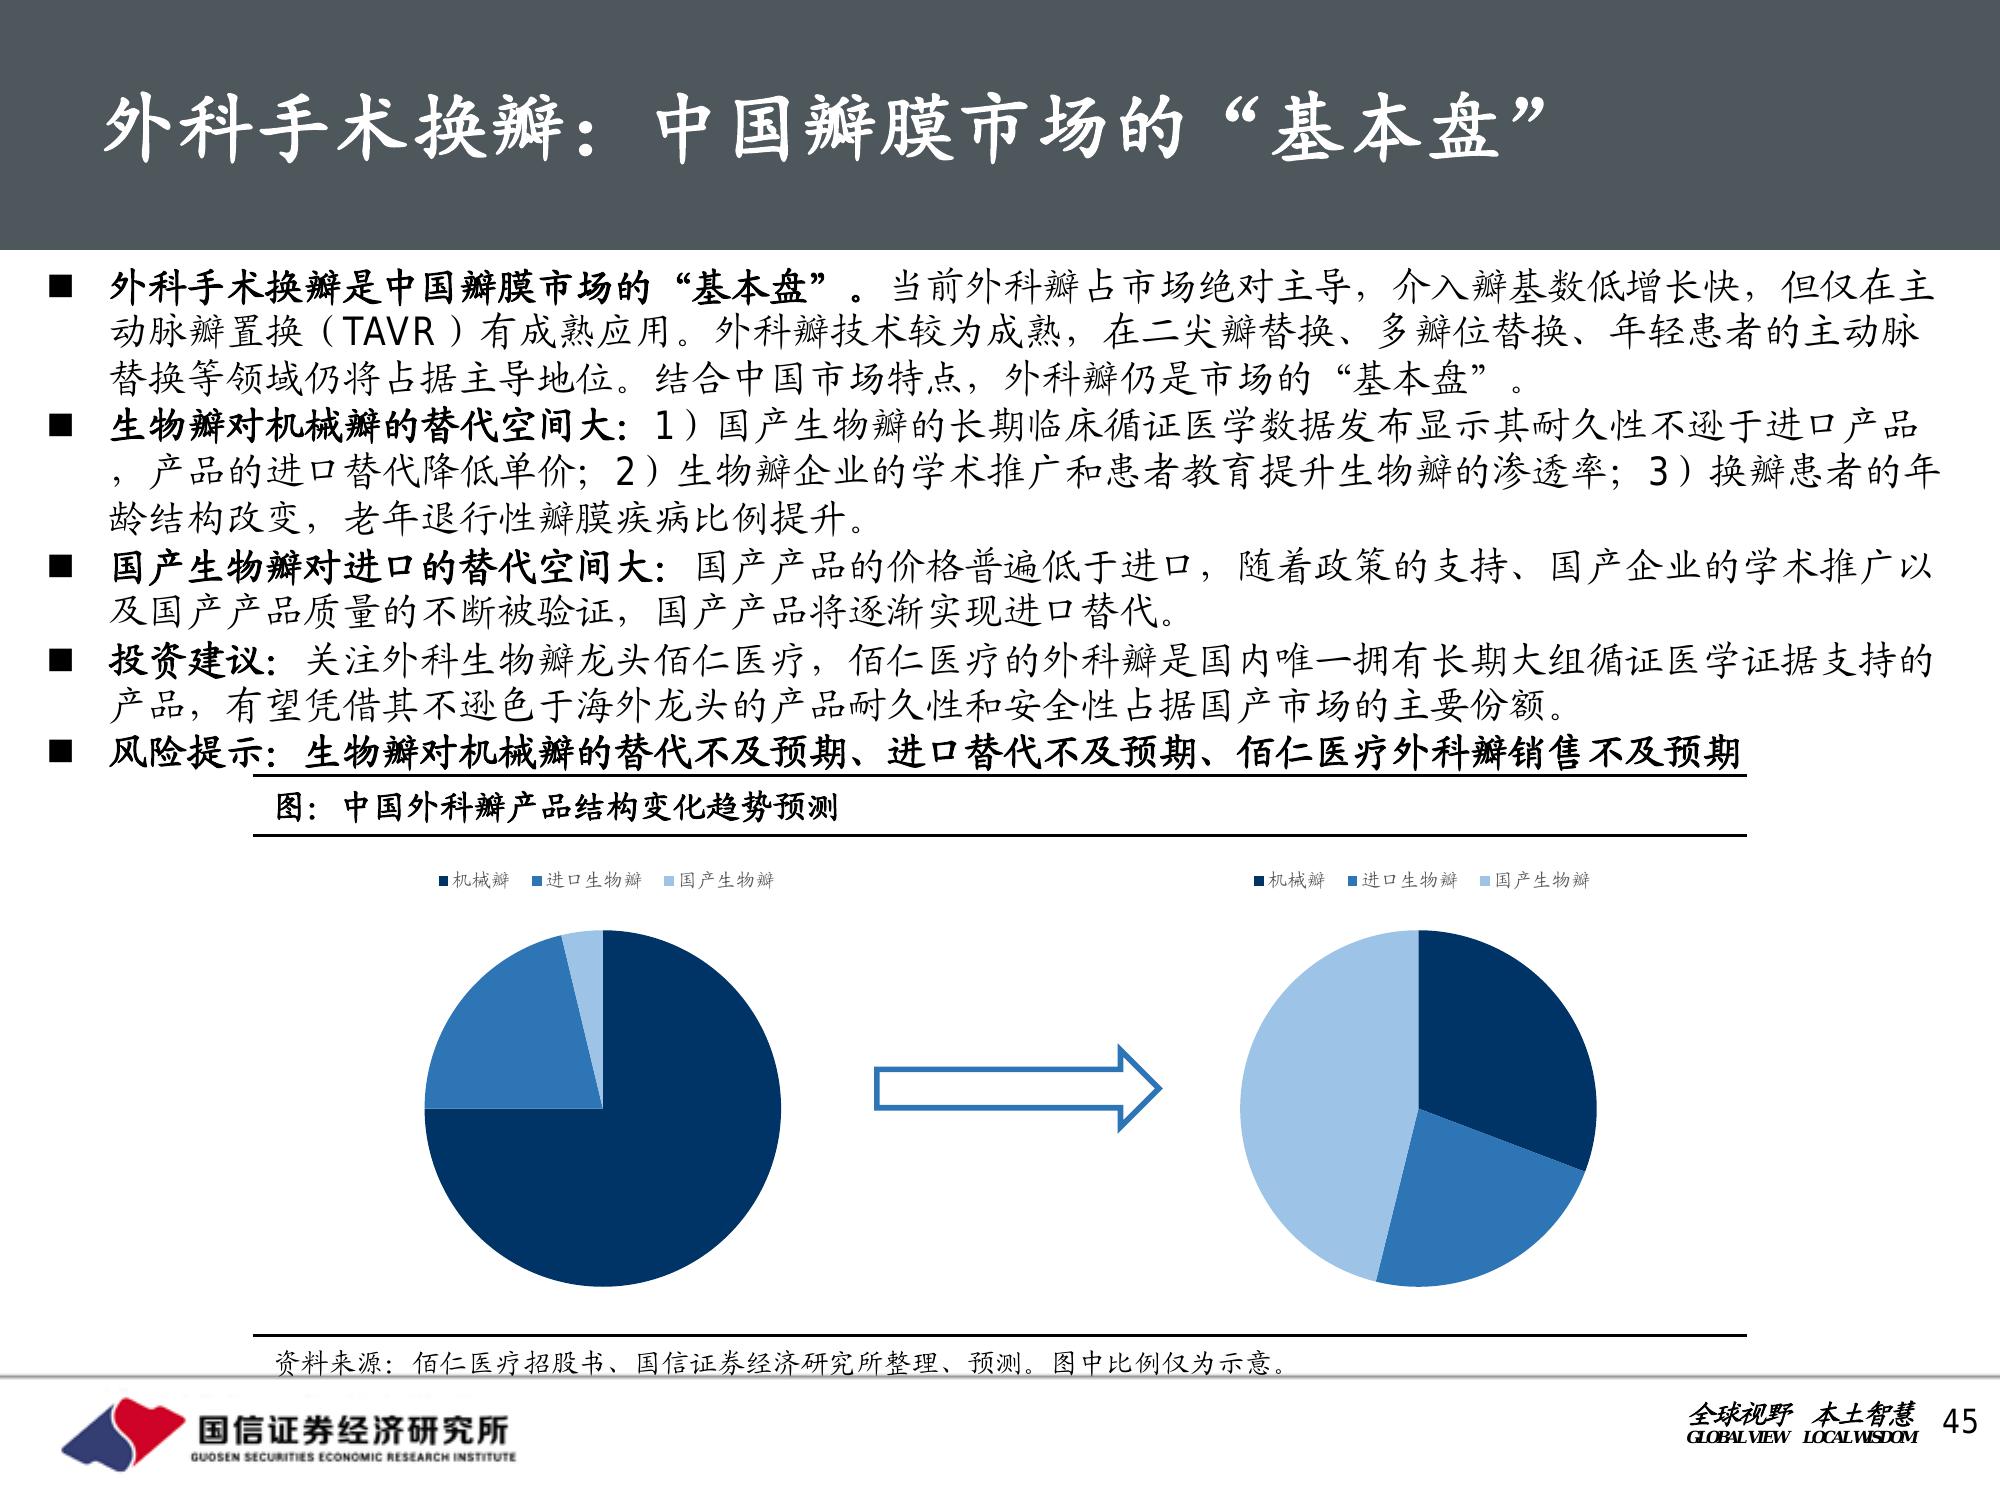 外科手术换瓣：中国瓣膜市场的“基本盘”
■ 外科手术换瓣是中国瓣膜市场的“基本盘”。当前外科瓣占市场绝对主导，介入瓣基数低增长快，但仅在主
动脉瓣置换（TAVR）有成熟应用。外科瓣技术较为成熟，在二尖瓣替换、多瓣位替换、年轻患者的主动脉
替换等领域仍将占据主导地位。结合中国市场特点，外科瓣仍是市场的“基本盘”。
■ 生物瓣对机械瓣的替代空间大：1）国产生物瓣的长期临床循证医学数据发布显示其耐久性不逊于进口产品
，产品的进口替代降低单价；2）生物瓣企业的学术推广和患者教育提升生物瓣的渗透率；3）换瓣患者的年
龄结构改变，老年退行性瓣膜疾病比例提升。
■ 国产生物瓣对进口的替代空间大：国产产品的价格普遍低于进口，随着政策的支持、国产企业的学术推广以
及国产产品质量的不断被验证，国产产品将逐渐实现进口替代。
■ 投资建议：关注外科生物瓣龙头佰仁医疗，佰仁医疗的外科瓣是国内唯一拥有长期大组循证医学证据支持的
产品，有望凭借其不逊色于海外龙头的产品耐久性和安全性占据国产市场的主要份额。
■ 风险提示：生物瓣对机械瓣的替代不及预期、进口替代不及预期、佰仁医疗外科瓣销售不及预期
图：中国外科瓣产品结构变化趋势预测
机械瓣 进口生物瓣 国产生物瓣
机械瓣 进口生物瓣 国产生物瓣
资料来源：佰仁医疗招股书、国信证券经济研究所整理、预测。图中比例仅为示意。
国信证券经济研究所
GUOSEN SECURITIES ECONOMIC RESEARCH INSTITUTE
全球视野 本土智慧
GLOBAL VIEW LOCAL WISDOM
45